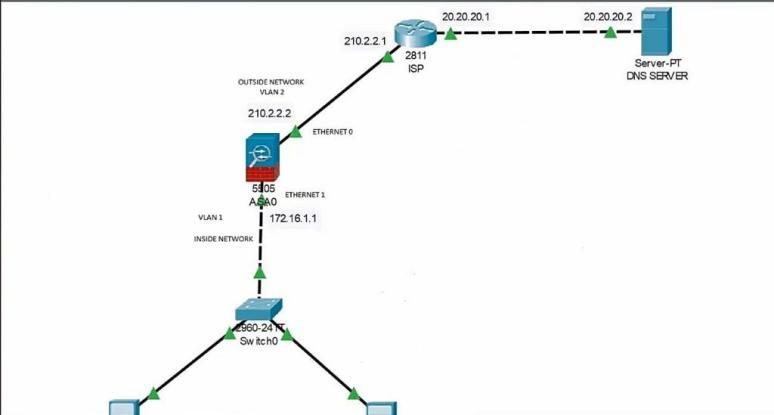 20.20.20.1
20.20.20.2
210.2.2.1
2811
ISP
Server-PT
DNS SERVER
OUTSIDE NETWORK
VLAN 2
210.2.2.2
ETHERNET 0
5505
ASA0
ETHERNET 1
VLAN 1
172.16.1.1
INSIDE NETWORK
2960-24TT
Switch0